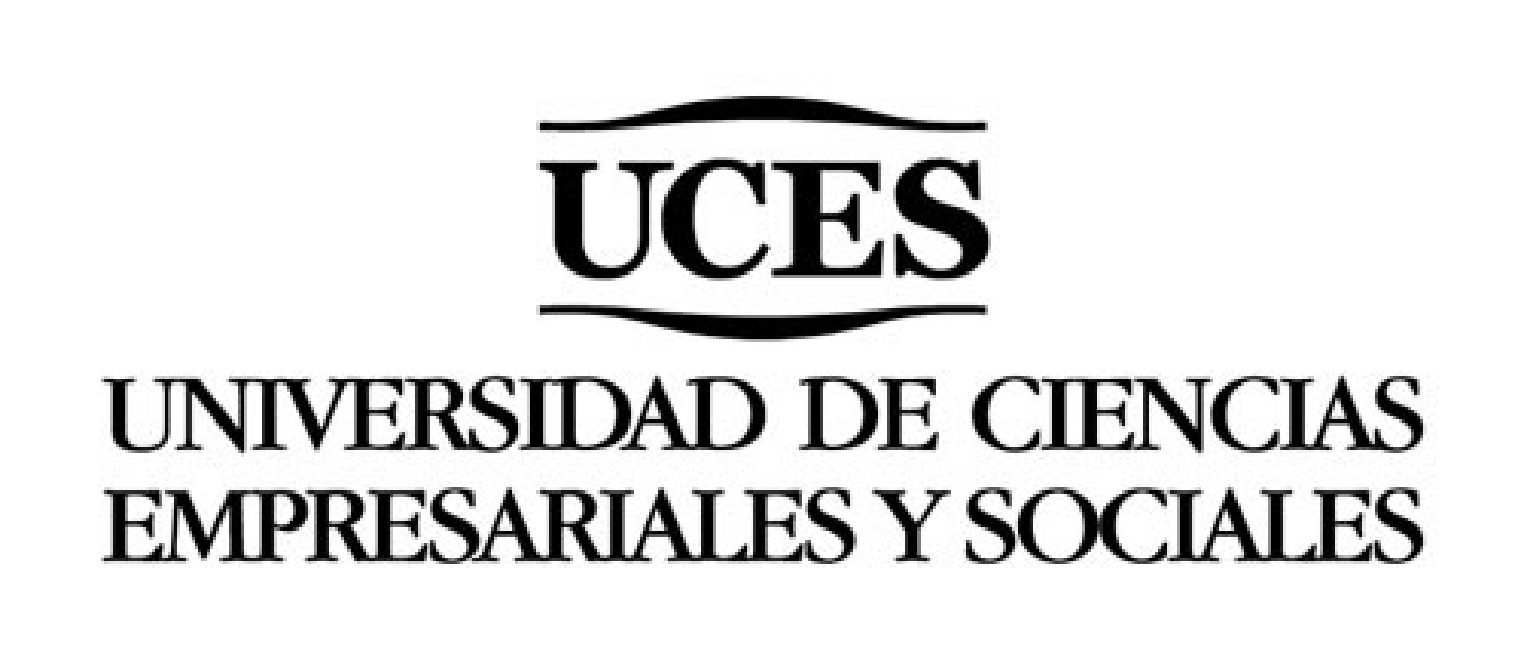 UCES
UNIVERSIDAD DE CIENCIAS
EMPRESARIALES Y SOCIALES